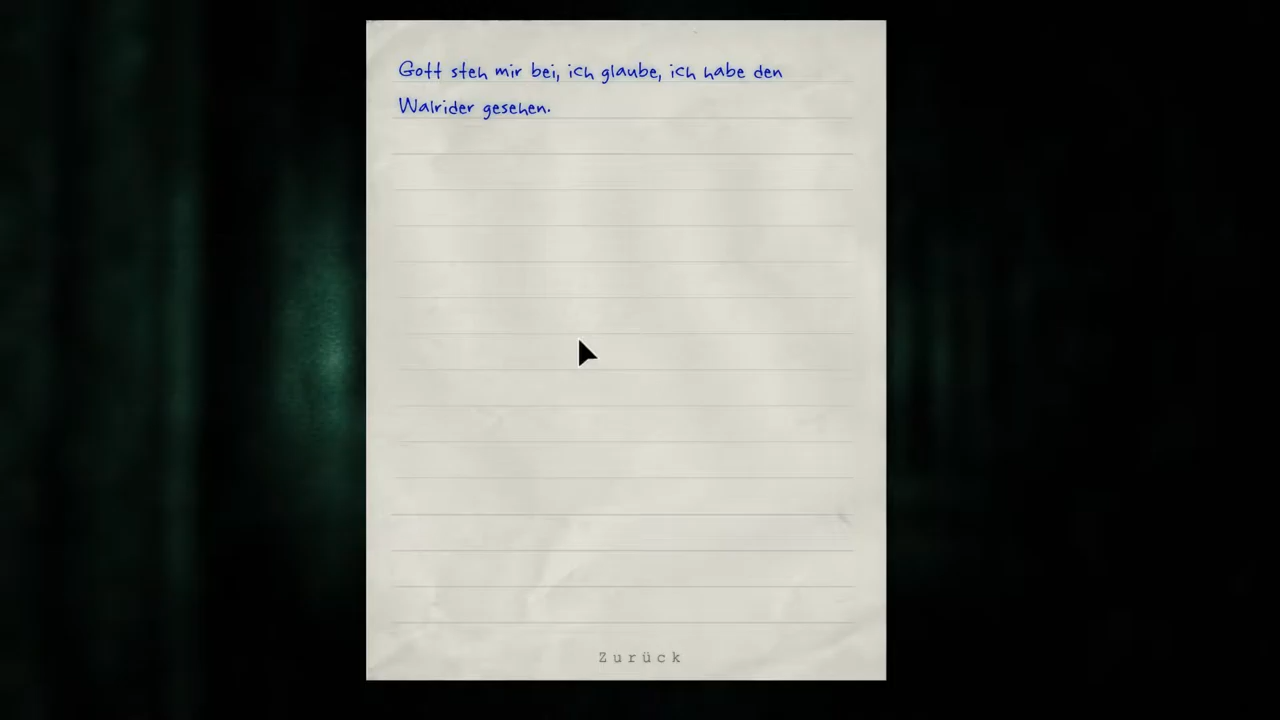 Gott steh mir bei, ich glaube, ich habe den
Walrider gesehen.
Zurück